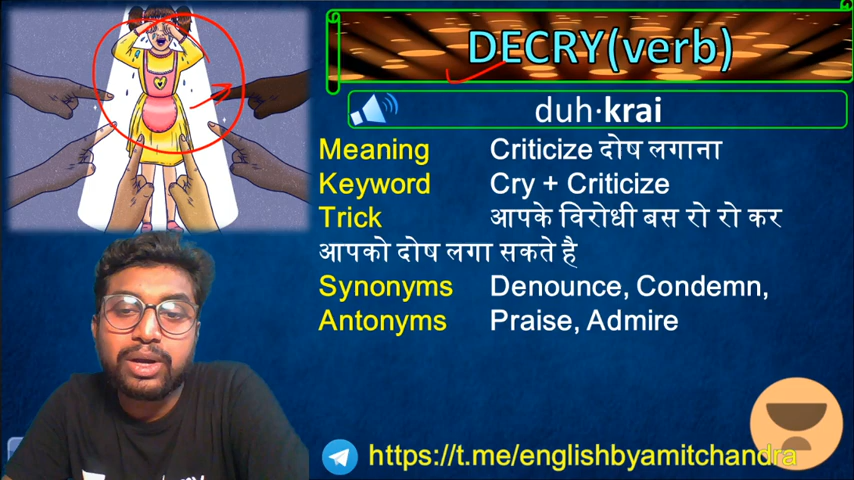 DECRY(verb)
duh·krai
Meaning Criticize दोष लगाना
Keyword Cry + Criticize
Trick आपके विरोधी बस रो रो कर
आपको दोष लगा सकते है
Synonyms Denounce, Condemn,
Antonyms Praise, Admire
https://t.me/englishbyamitchandra